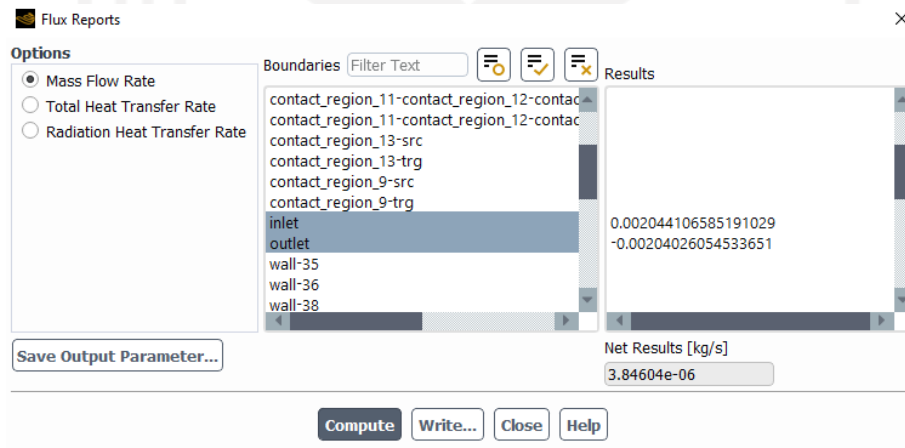 Flux Reports
Options
Mass Flow Rate
Total Heat Transfer Rate
Radiation Heat Transfer Rate
Save Output Parameter...
Boundaries Filter Text
contact_region_11-contact_region_12-contac
contact_region_11-contact_region_12-contac
contact_region_13-src
contact_region_13-trg
contact_region_9-src
contact_region_9-trg
inlet
outlet
wall-35
wall-36
wall-38
Results
0.002044106585191029
-0.00204026054533651
Net Results [kg/s]
3.84604e-06
Compute Write... Close Help